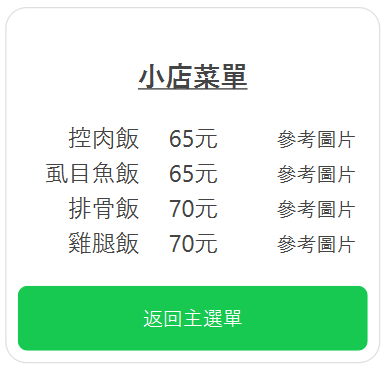 小店菜單
控肉飯 65元 參考圖片
虱目魚飯 65元 參考圖片
排骨飯 70元 參考圖片
雞腿飯 70元 參考圖片
返回主選單